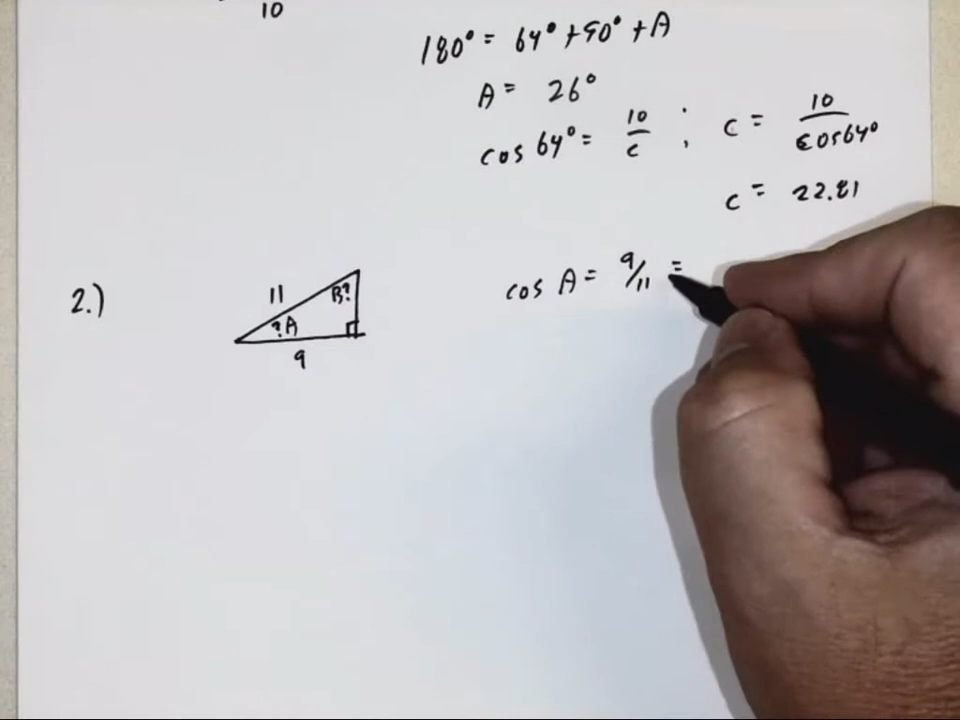 10
180° = 64° + 90° + A
A = 26°
cos 64° = 10/c ; c = 10/cos64°
c = 22.81
2.)
11
B?
?A
9
cos A = 9/11 =